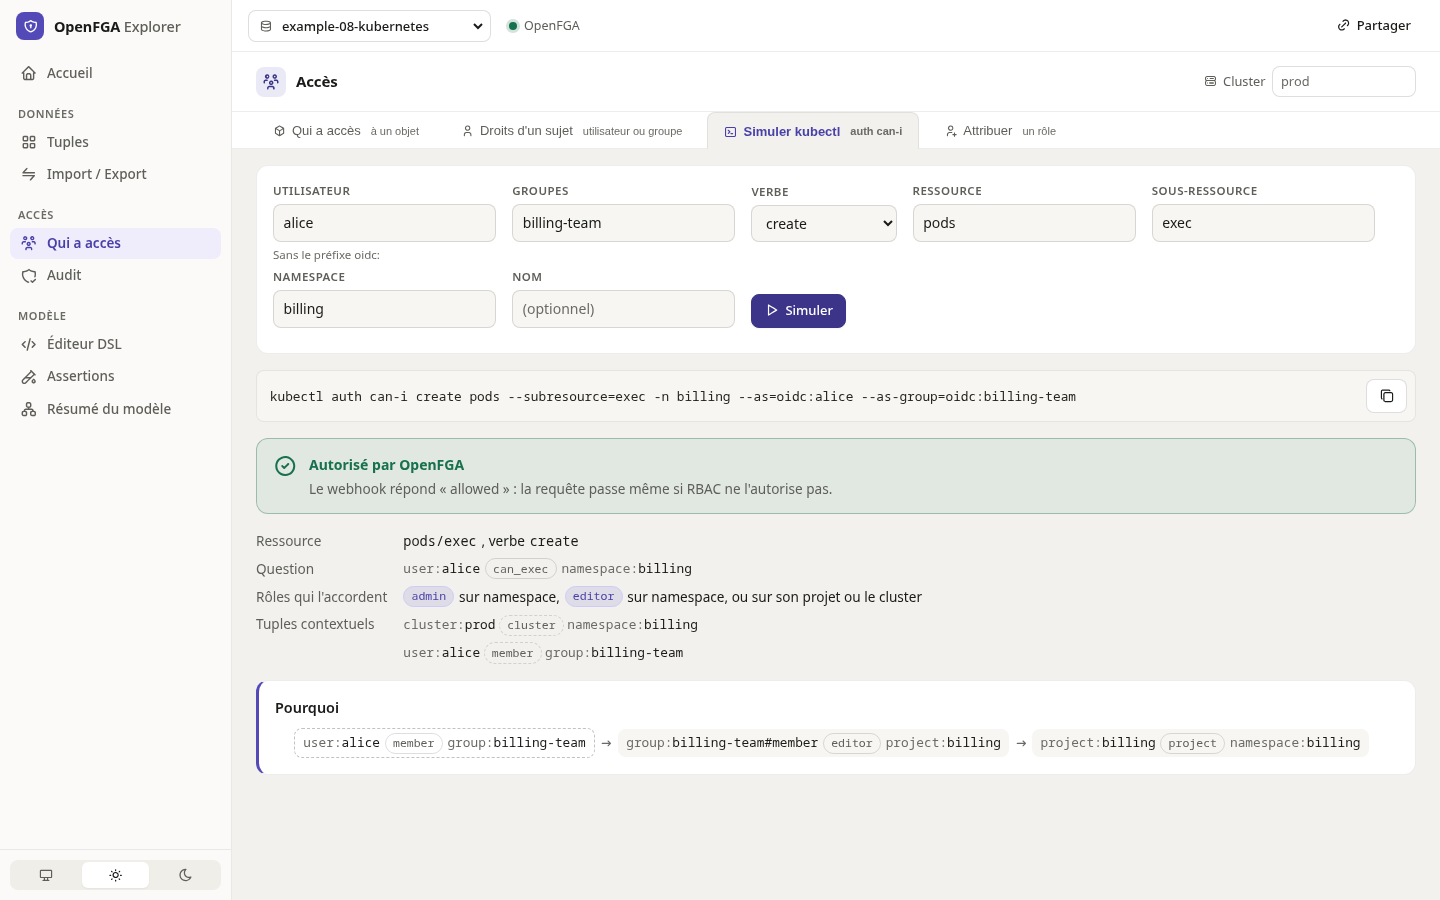 OpenFGA Explorer
example-08-kubernetes
OpenFGA
Partager
Accueil
DONNÉES
Tuples
Import / Export
ACCÈS
Qui a accès
Audit
MODÈLE
Éditeur DSL
Assertions
Résumé du modèle
Accès
Cluster prod
Qui a accès à un objet
Droits d'un sujet utilisateur ou groupe
Simuler kubectl auth can-i
Attribuer un rôle
UTILISATEUR GROUPES VERBE RESSOURCE SOUS-RESSOURCE
alice billing-team create pods exec
Sans le préfixe oidc:
NAMESPACE NOM
billing (optionnel) Simuler
kubectl auth can-i create pods --subresource=exec -n billing --as=oidc:alice --as-group=oidc:billing-team
Autorisé par OpenFGA
Le webhook répond « allowed » : la requête passe même si RBAC ne l'autorise pas.
Ressource pods/exec , verbe create
Question user:alice can_exec namespace:billing
Rôles qui l'accordent admin sur namespace, editor sur namespace, ou sur son projet ou le cluster
Tuples contextuels cluster:prod cluster namespace:billing
user:alice member group:billing-team
Pourquoi
user:alice member group:billing-team → group:billing-team#member editor project:billing → project:billing project namespace:billing